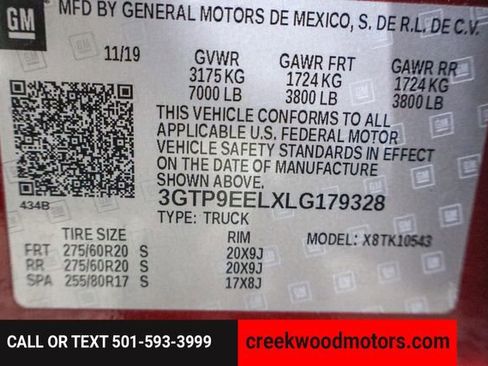 GM
MFD BY GENERAL MOTORS DE MEXICO, S. DE R.L. DE C.V.
11/19 GVWR GAWR FRT GAWR RR
3175 KG 1724 KG 1724 KG
7000 LB 3800 LB 3800 LB
THIS VEHICLE CONFORMS TO ALL
APPLICABLE U.S. FEDERAL MOTOR
VEHICLE SAFETY STANDARDS IN EFFECT
ON THE DATE OF MANUFACTURE
SHOWN ABOVE.
434B
3GTP9EELXLG179328
TYPE: TRUCK
TIRE SIZE RIM MODEL: X8TK10543
FRT 275/60R20 S 20X9J
RR 275/60R20 S 20X9J
SPA 255/80R17 S 17X8J
CALL OR TEXT 501-593-3999
creekwoodmotors.com